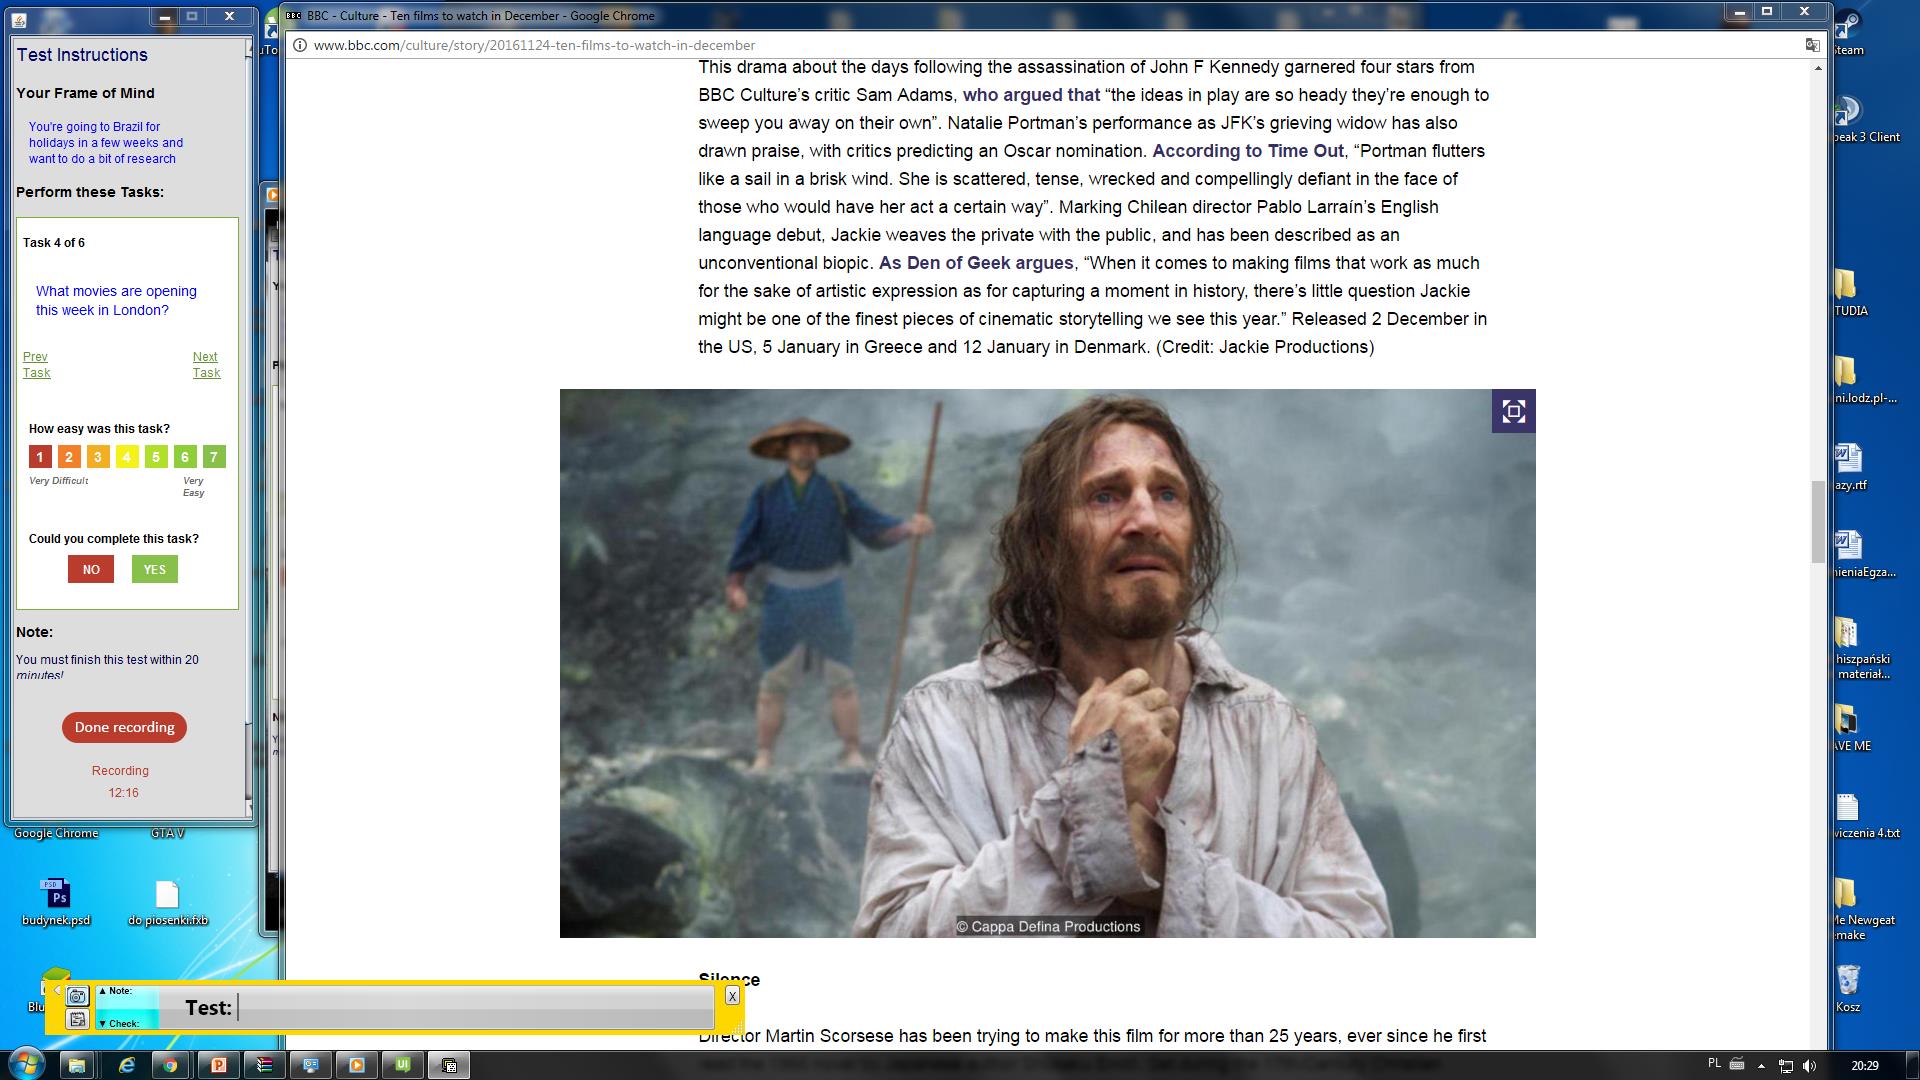 BBC - Culture - Ten films to watch in December - Google Chrome
www.bbc.com/culture/story/20161124-ten-films-to-watch-in-december
Test Instructions
Your Frame of Mind
You're going to Brazil for
holidays in a few weeks and
want to do a bit of research
Perform these Tasks:
Task 4 of 6
What movies are opening
this week in London?
Prev Task
Next Task
How easy was this task?
1 2 3 4 5 6 7
Very Difficult
Very Easy
Could you complete this task?
NO YES
Note:
You must finish this test within 20
minutes!
Done recording
Recording
12:16
This drama about the days following the assassination of John F Kennedy garnered four stars from
BBC Culture’s critic Sam Adams, who argued that “the ideas in play are so heady they’re enough to
sweep you away on their own”. Natalie Portman’s performance as JFK’s grieving widow has also
drawn praise, with critics predicting an Oscar nomination. According to Time Out, “Portman flutters
like a sail in a brisk wind. She is scattered, tense, wrecked and compellingly defiant in the face of
those who would have her act a certain way”. Marking Chilean director Pablo Larraín’s English
language debut, Jackie weaves the private with the public, and has been described as an
unconventional biopic. As Den of Geek argues, “When it comes to making films that work as much
for the sake of artistic expression as for capturing a moment in history, there’s little question Jackie
might be one of the finest pieces of cinematic storytelling we see this year.” Released 2 December in
the US, 5 January in Greece and 12 January in Denmark. (Credit: Jackie Productions)
© Cappa Defina Productions
Silence
Director Martin Scorsese has been trying to make this film for more than 25 years, ever since he first
Google Chrome
GTA V
budynek.psd
do piosenki.fxb
Blu
▲ Note:
▼ Check:
Test:
X
Steam
peak 3 Client
TUDIA
ni.lodz.pl-...
azy.rtf
nieniaEgza...
hiszpański
materiał...
AVE ME
wiczenia 4.txt
Me Newgeat
emake
Kosz
PL
20:29